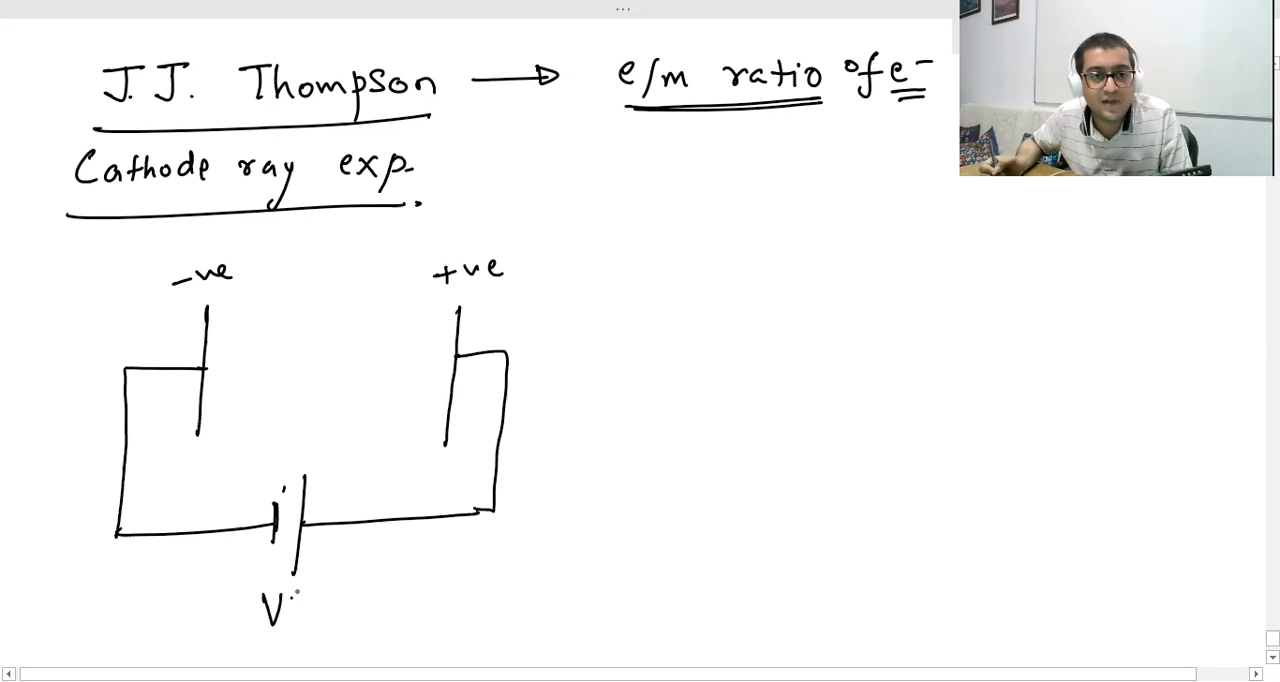 J.J. Thompson → e/m ratio of e⁻
Cathode ray exp.
-ve +ve
V